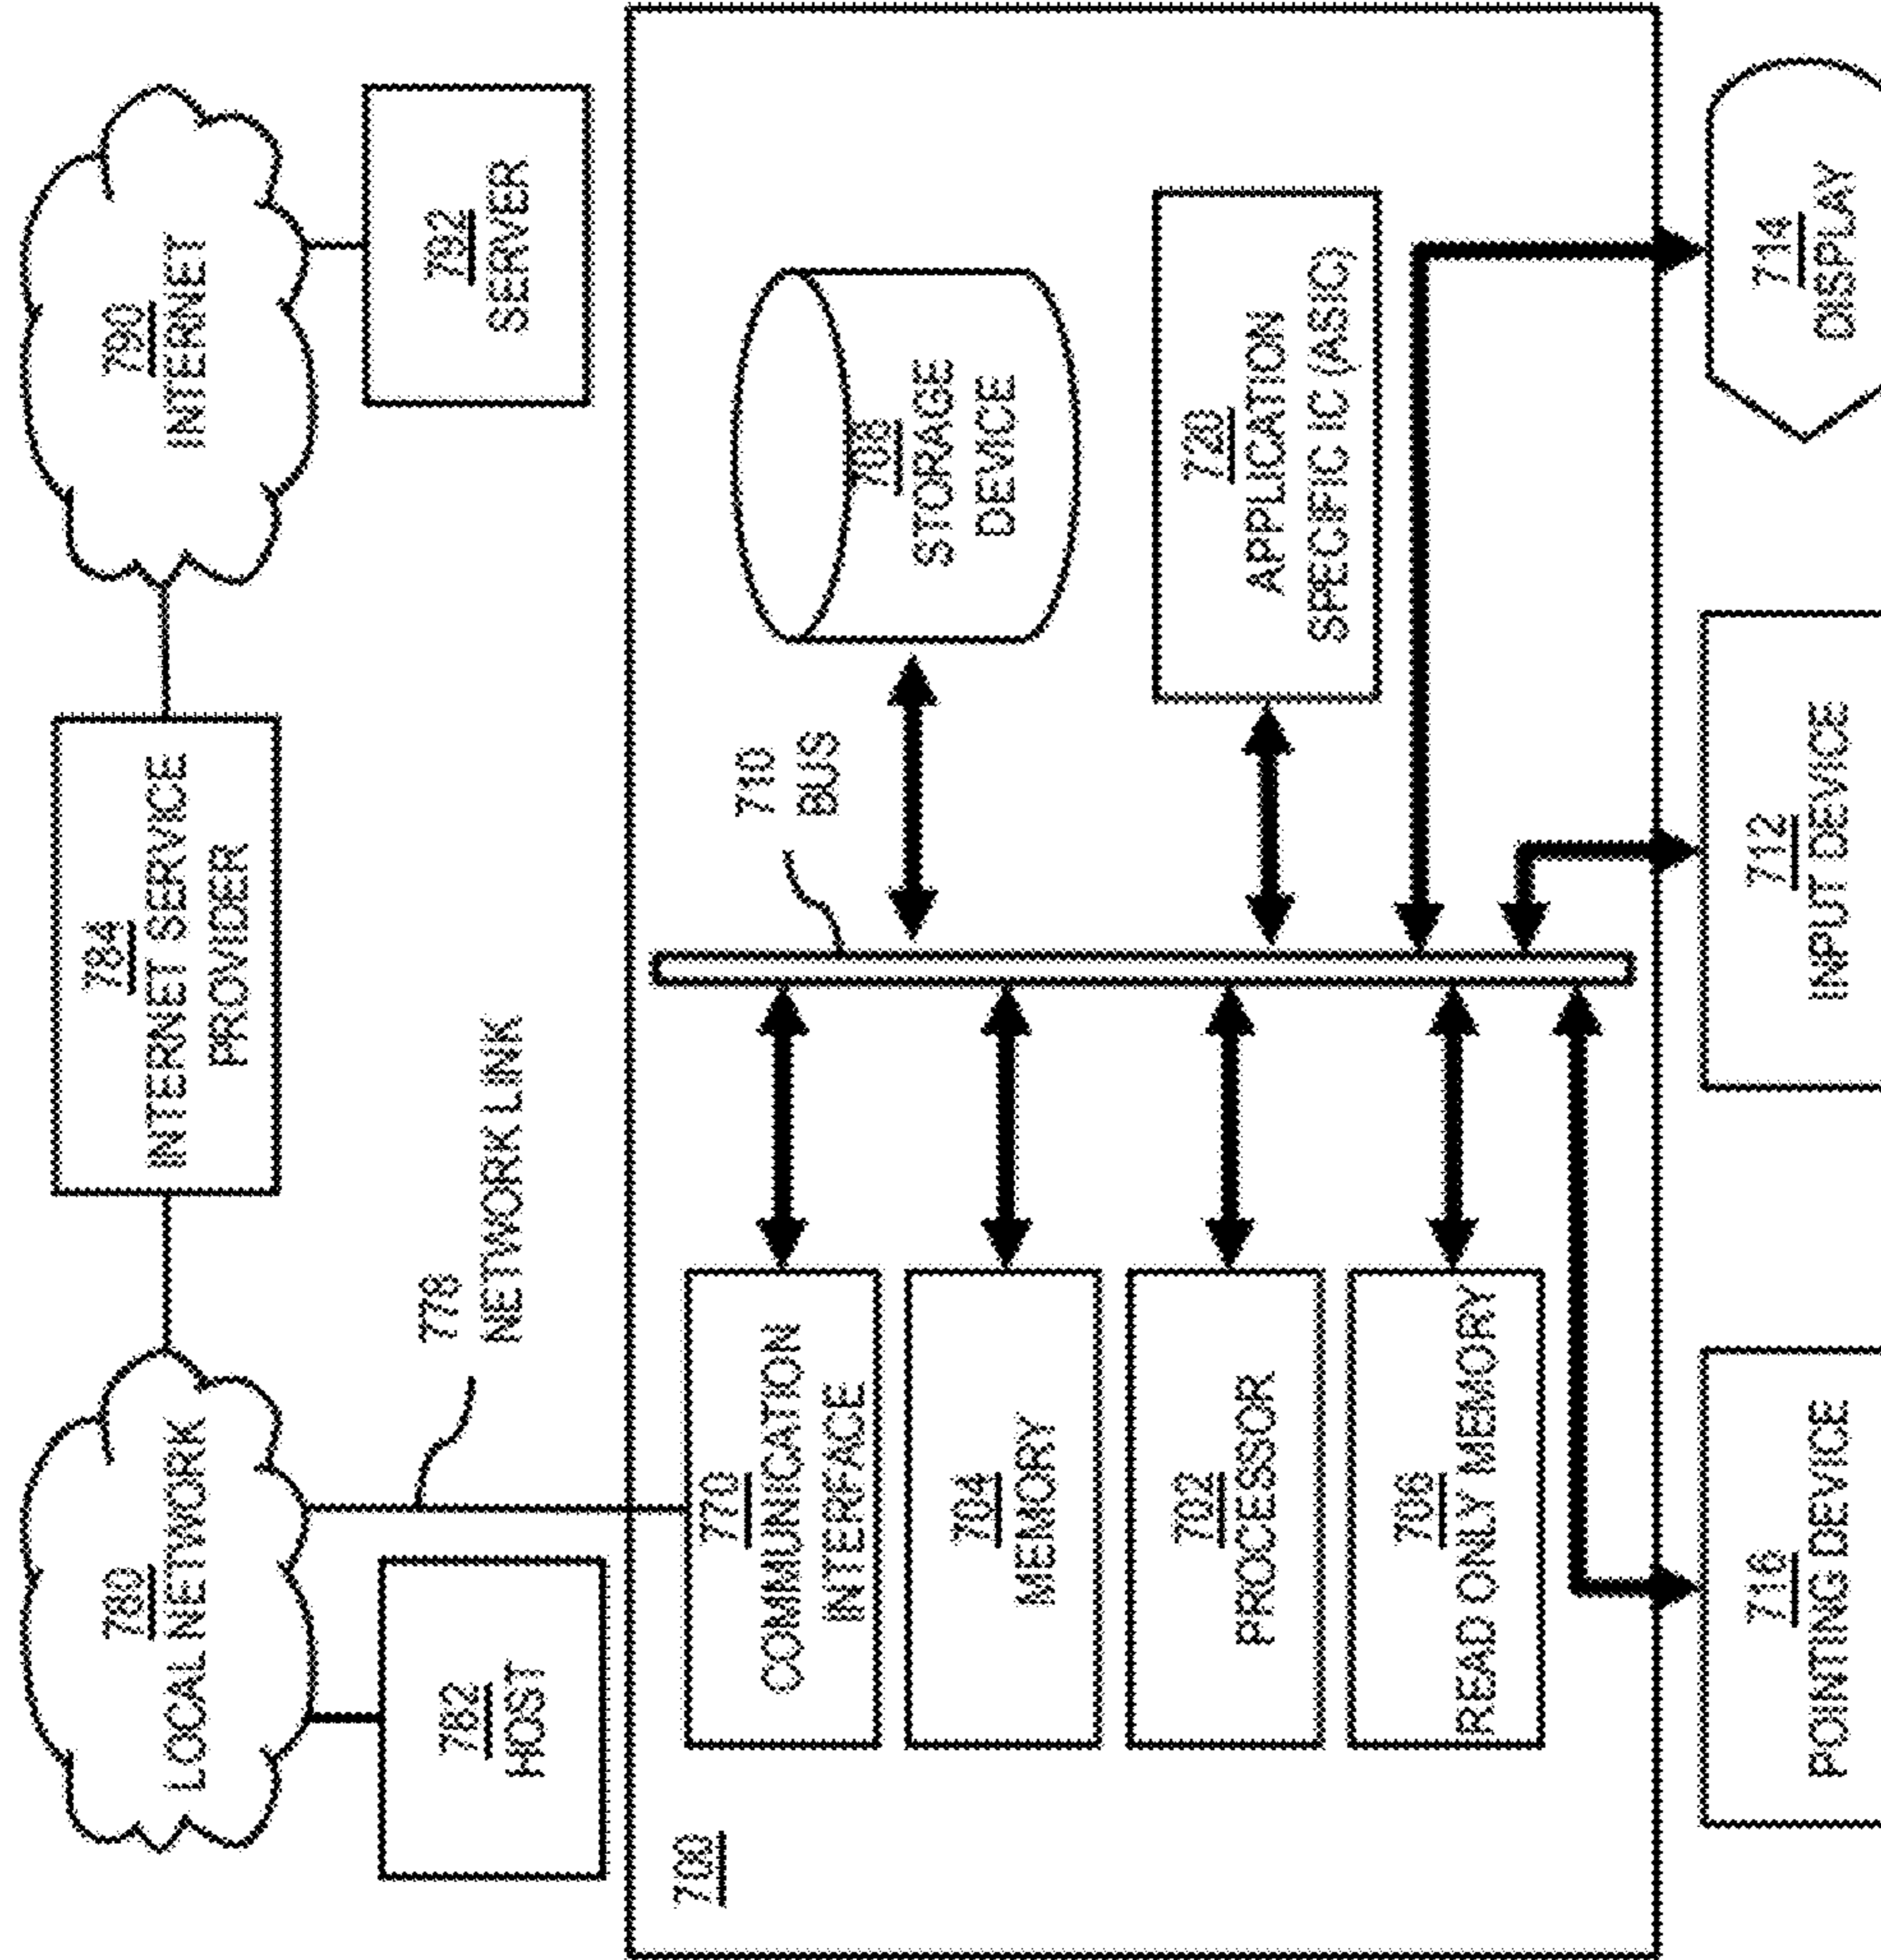 780
LOCAL NETWORK
784
INTERNET SERVICE
PROVIDER
790
INTERNET
782
HOST
778
NETWORK LINK
792
SERVER
700
770
COMMUNICATION
INTERFACE
710
BUS
708
STORAGE
DEVICE
704
MEMORY
702
PROCESSOR
720
APPLICATION
SPECIFIC IC (ASIC)
706
READ ONLY MEMORY
716
POINTING DEVICE
712
INPUT DEVICE
714
DISPLAY